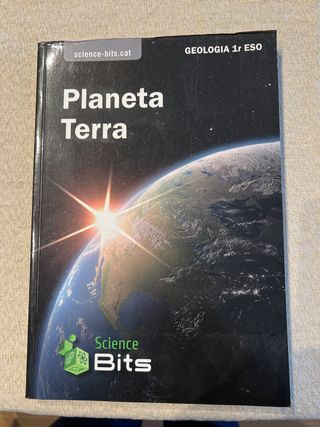 science-bits.cat
GEOLOGIA 1r ESO
Planeta
Terra
Science
Bits